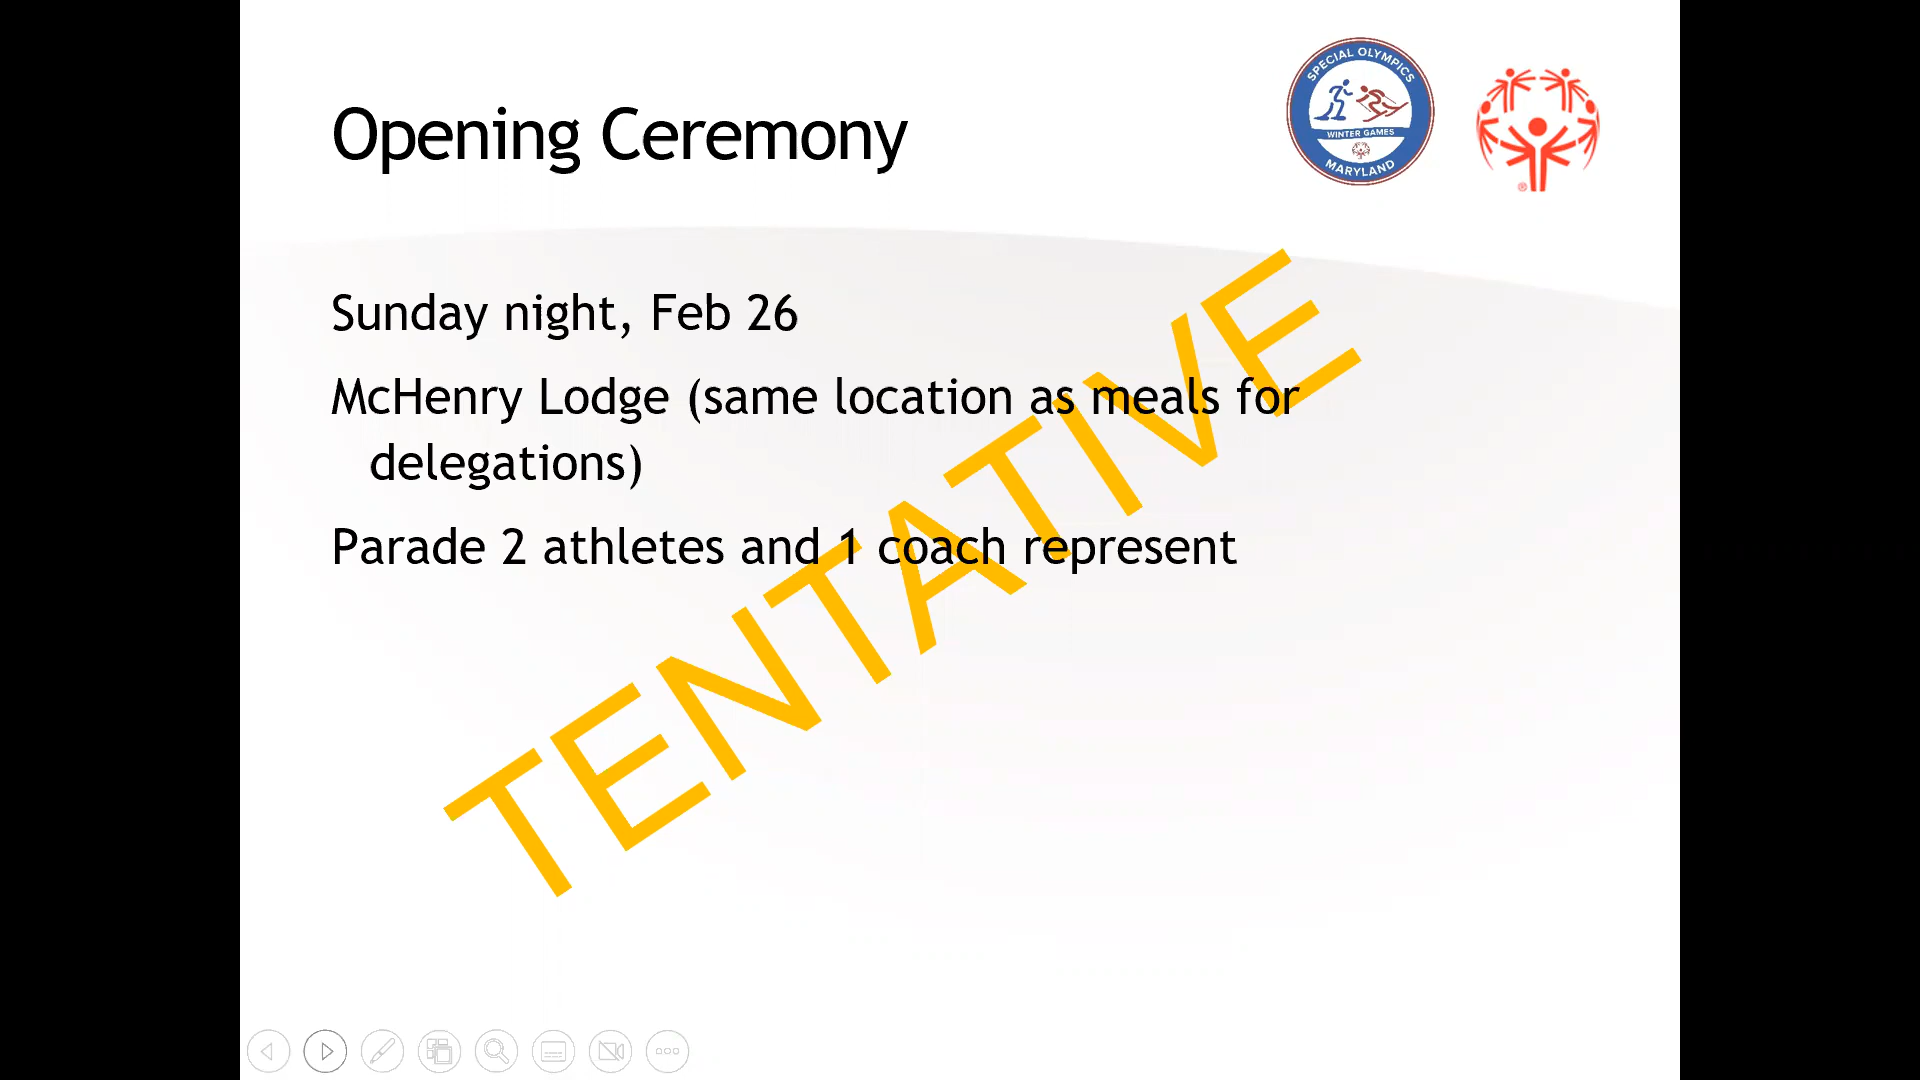 Opening Ceremony
SPECIAL OLYMPICS
WINTER GAMES
MARYLAND
®
Sunday night, Feb 26
McHenry Lodge (same location as meals for
delegations)
Parade 2 athletes and 1 coach represent
TENTATIVE